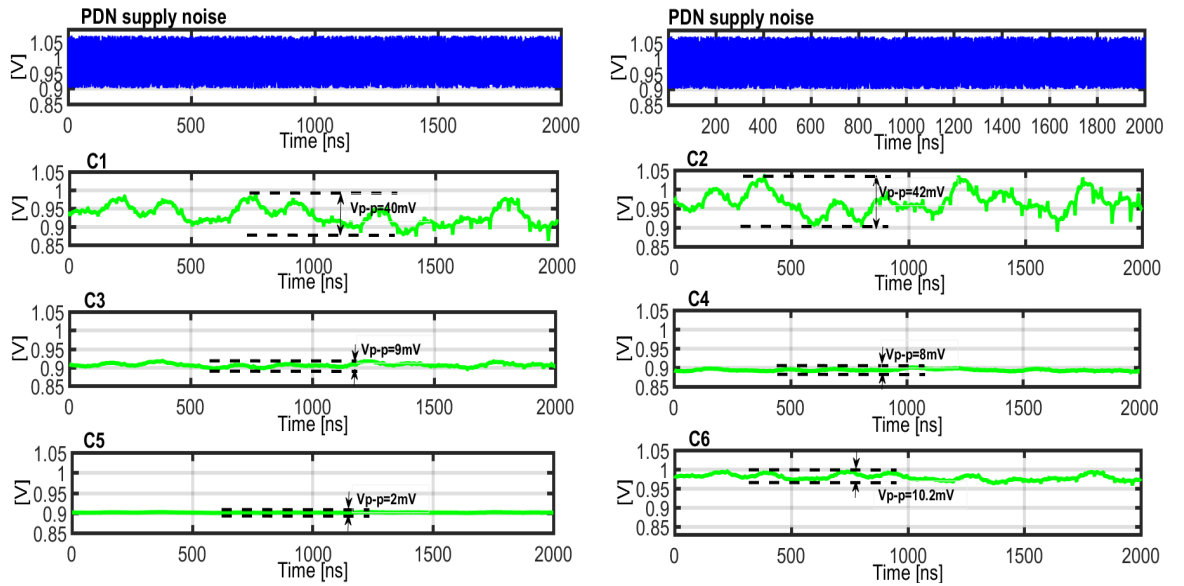 PDN supply noise
1.05
1
0.95
0.9
0.85
[V]
0 500 1000 1500 2000
Time [ns]
PDN supply noise
1.05
1
0.95
0.9
0.85
[V]
200 400 600 800 1000 1200 1400 1600 1800 2000
Time [ns]
C1
1.05
1
0.95
0.9
0.85
[V]
Vp-p=40mV
0 500 1000 1500 2000
Time [ns]
C2
1.05
1
0.95
0.9
0.85
[V]
Vp-p=42mV
0 500 1000 1500 2000
Time [ns]
C3
1.05
1
0.95
0.9
0.85
[V]
Vp-p=9mV
0 500 1000 1500 2000
Time [ns]
C4
1.05
1
0.95
0.9
0.85
[V]
Vp-p=8mV
0 500 1000 1500 2000
Time [ns]
C5
1.05
1
0.95
0.9
0.85
[V]
Vp-p=2mV
0 500 1000 1500 2000
Time [ns]
C6
1.05
1
0.95
0.9
0.85
[V]
Vp-p=10.2mV
0 500 1000 1500 2000
Time [ns]